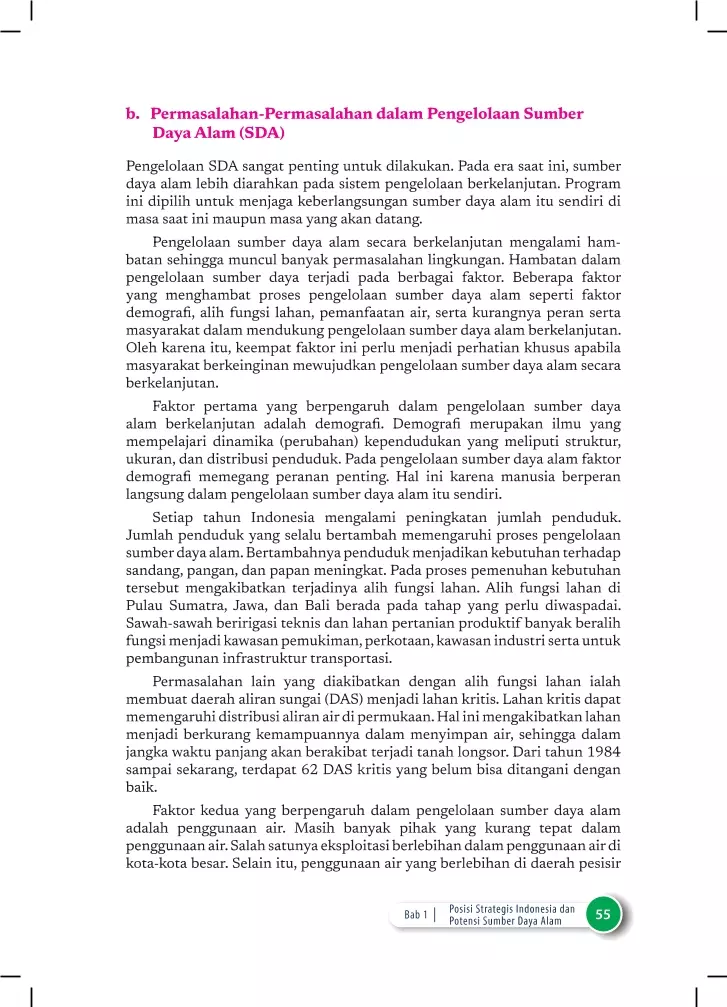 b. Permasalahan-Permasalahan dalam Pengelolaan Sumber
Daya Alam (SDA)
Pengelolaan SDA sangat penting untuk dilakukan. Pada era saat ini, sumber
daya alam lebih diarahkan pada sistem pengelolaan berkelanjutan. Program
ini dipilih untuk menjaga keberlangsungan sumber daya alam itu sendiri di
masa saat ini maupun masa yang akan datang.
Pengelolaan sumber daya alam secara berkelanjutan mengalami ham-
batan sehingga muncul banyak permasalahan lingkungan. Hambatan dalam
pengelolaan sumber daya terjadi pada berbagai faktor. Beberapa faktor
yang menghambat proses pengelolaan sumber daya alam seperti faktor
demografi, alih fungsi lahan, pemanfaatan air, serta kurangnya peran serta
masyarakat dalam mendukung pengelolaan sumber daya alam berkelanjutan.
Oleh karena itu, keempat faktor ini perlu menjadi perhatian khusus apabila
masyarakat berkeinginan mewujudkan pengelolaan sumber daya alam secara
berkelanjutan.
Faktor pertama yang berpengaruh dalam pengelolaan sumber daya
alam berkelanjutan adalah demografi. Demografi merupakan ilmu yang
mempelajari dinamika (perubahan) kependudukan yang meliputi struktur,
ukuran, dan distribusi penduduk. Pada pengelolaan sumber daya alam faktor
demografi memegang peranan penting. Hal ini karena manusia berperan
langsung dalam pengelolaan sumber daya alam itu sendiri.
Setiap tahun Indonesia mengalami peningkatan jumlah penduduk.
Jumlah penduduk yang selalu bertambah memengaruhi proses pengelolaan
sumber daya alam. Bertambahnya penduduk menjadikan kebutuhan terhadap
sandang, pangan, dan papan meningkat. Pada proses pemenuhan kebutuhan
tersebut mengakibatkan terjadinya alih fungsi lahan. Alih fungsi lahan di
Pulau Sumatra, Jawa, dan Bali berada pada tahap yang perlu diwaspadai.
Sawah-sawah beririgasi teknis dan lahan pertanian produktif banyak beralih
fungsi menjadi kawasan pemukiman, perkotaan, kawasan industri serta untuk
pembangunan infrastruktur transportasi.
Permasalahan lain yang diakibatkan dengan alih fungsi lahan ialah
membuat daerah aliran sungai (DAS) menjadi lahan kritis. Lahan kritis dapat
memengaruhi distribusi aliran air di permukaan. Hal ini mengakibatkan lahan
menjadi berkurang kemampuannya dalam menyimpan air, sehingga dalam
jangka waktu panjang akan berakibat terjadi tanah longsor. Dari tahun 1984
sampai sekarang, terdapat 62 DAS kritis yang belum bisa ditangani dengan
baik.
Faktor kedua yang berpengaruh dalam pengelolaan sumber daya alam
adalah penggunaan air. Masih banyak pihak yang kurang tepat dalam
penggunaan air. Salah satunya eksploitasi berlebihan dalam penggunaan air di
kota-kota besar. Selain itu, penggunaan air yang berlebihan di daerah pesisir
Bab 1 | Posisi Strategis Indonesia dan
Potensi Sumber Daya Alam
55